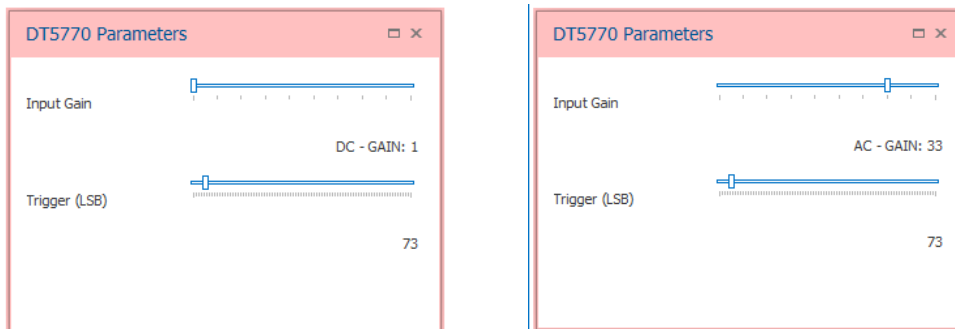 DT5770 Parameters
Input Gain
DC - GAIN: 1
Trigger (LSB)
73
DT5770 Parameters
Input Gain
AC - GAIN: 33
Trigger (LSB)
73